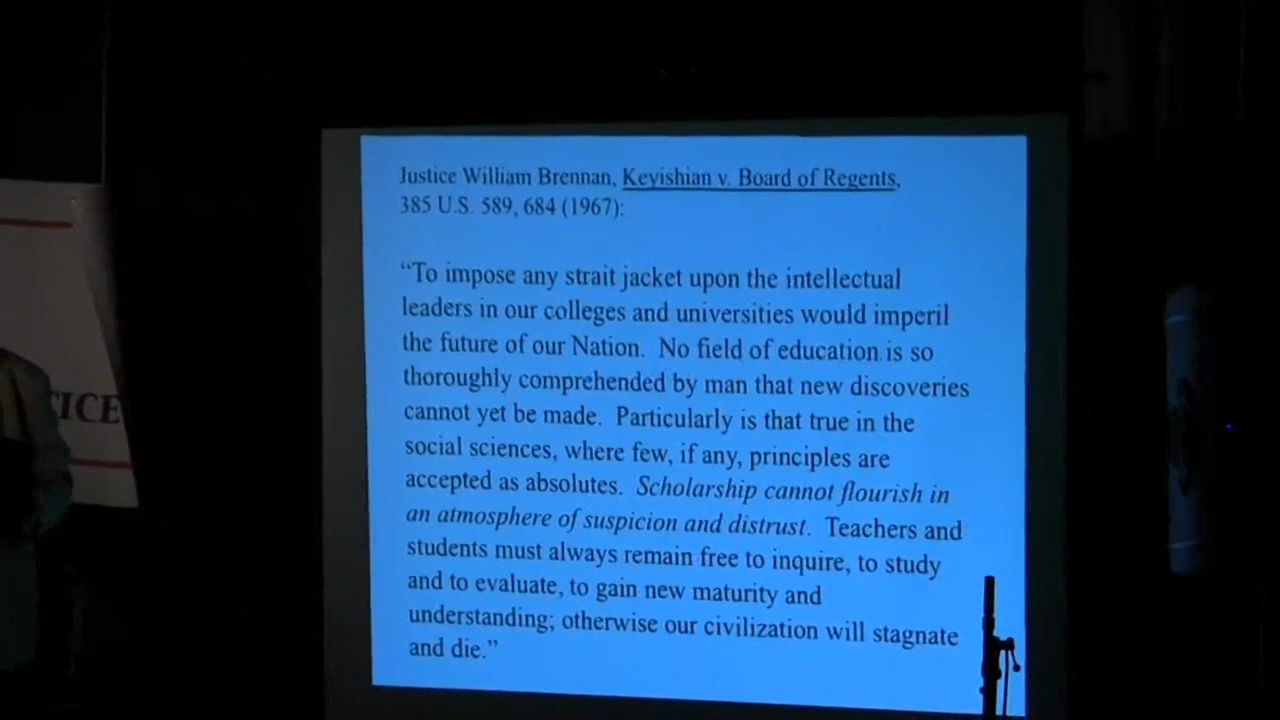 Justice William Brennan, Keyishian v. Board of Regents,
385 U.S. 589, 684 (1967):
“To impose any strait jacket upon the intellectual
leaders in our colleges and universities would imperil
the future of our Nation. No field of education is so
thoroughly comprehended by man that new discoveries
cannot yet be made. Particularly is that true in the
social sciences, where few, if any, principles are
accepted as absolutes. Scholarship cannot flourish in
an atmosphere of suspicion and distrust. Teachers and
students must always remain free to inquire, to study
and to evaluate, to gain new maturity and
understanding; otherwise our civilization will stagnate
and die.”